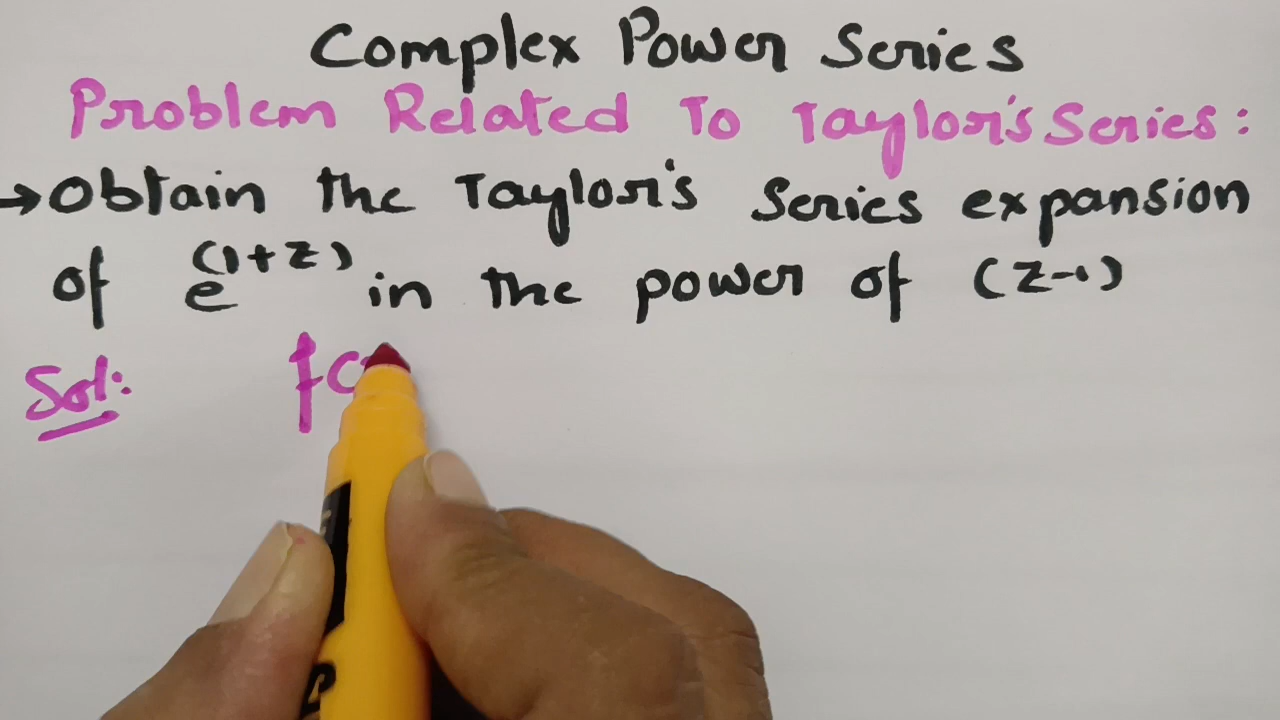 Complex Power Series
Problem Related To Taylor's Series:
→Obtain the Taylor's Series expansion
of e^(1+z) in the power of (z-1)
Sol: f(